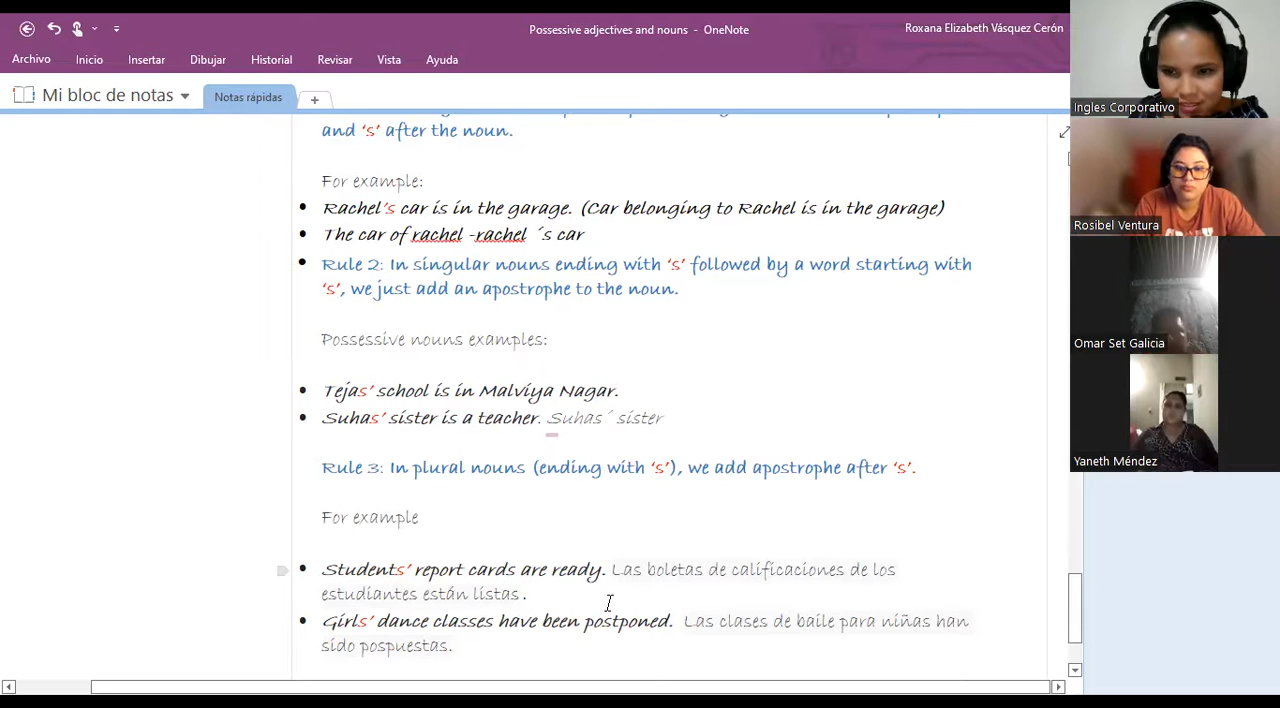 Possessive adjectives and nouns - OneNote
Roxana Elizabeth Vásquez Cerón
Archivo Inicio Insertar Dibujar Historial Revisar Vista Ayuda
Mi bloc de notas Notas rápidas +
and ‘s’ after the noun.
For example:
Rachel’s car is in the garage. (Car belonging to Rachel is in the garage)
The car of rachel -rachel ´s car
Rule 2: In singular nouns ending with ‘s’ followed by a word starting with
‘s’, we just add an apostrophe to the noun.
Possessive nouns examples:
Tejas’ school is in Malviya Nagar.
Suhas’ sister is a teacher. Suhas´ sister
Rule 3: In plural nouns (ending with ‘s’), we add apostrophe after ‘s’.
For example
Students’ report cards are ready. Las boletas de calificaciones de los
estudiantes están listas .
Girls’ dance classes have been postponed. Las clases de baile para niñas han
sido pospuestas.
Ingles Corporativo
Rosibel Ventura
Omar Set Galicia
Yaneth Méndez